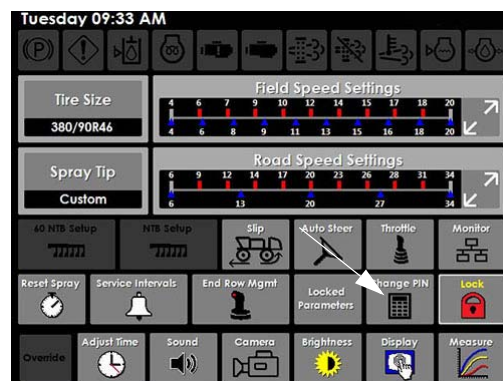 Tuesday 09:33 AM
Tire Size
380/90R46
Field Speed Settings
4 6 7 9 10 12 14 15 17 18 20
4 6 8 9 11 13 15 16 18 20
Spray Tip
Custom
Road Speed Settings
6 9 12 14 17 20 23 26 28 31 34
6 13 20 27 34
60 NTB Setup NTB Setup Slip Auto Steer Throttle Monitor
Reset Spray Service Intervals End Row Mgmt Locked Parameters Change PIN Lock
Override Adjust Time Sound Camera Brightness Display Measure